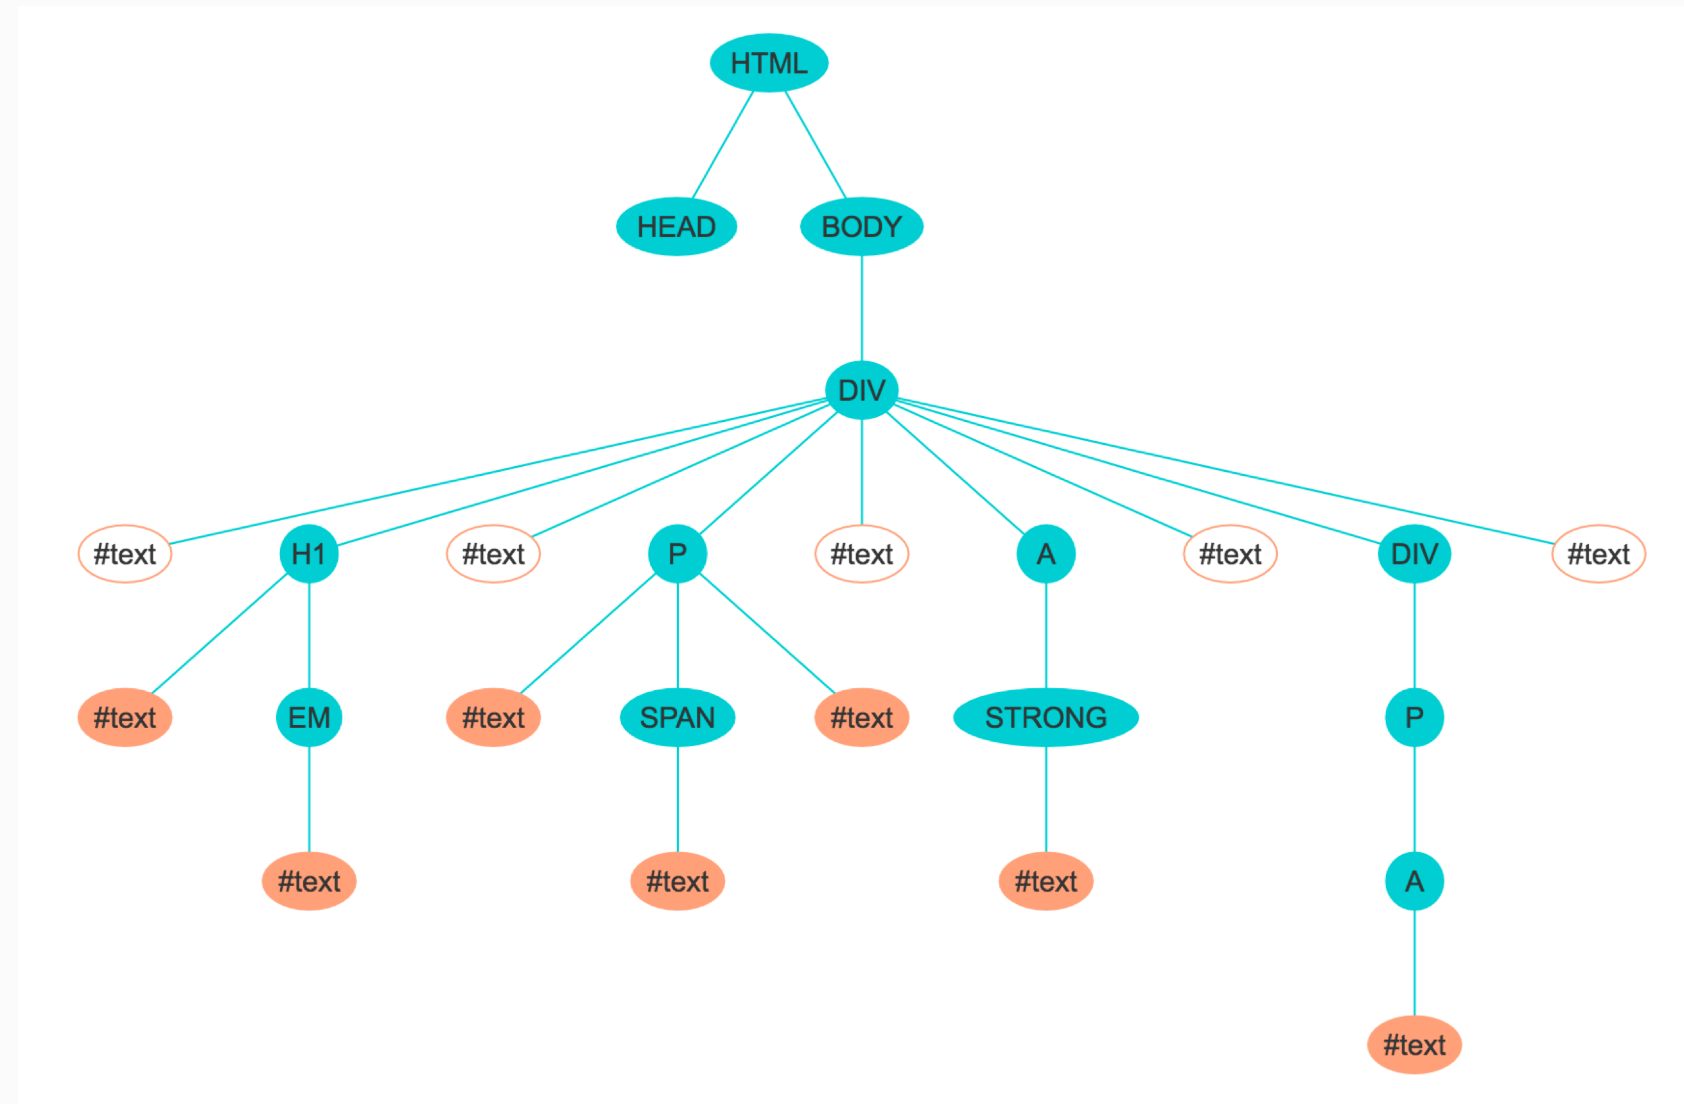 HTML
HEAD BODY
DIV
#text H1 #text P #text A #text DIV #text
#text EM #text SPAN #text STRONG P
#text #text #text A
#text